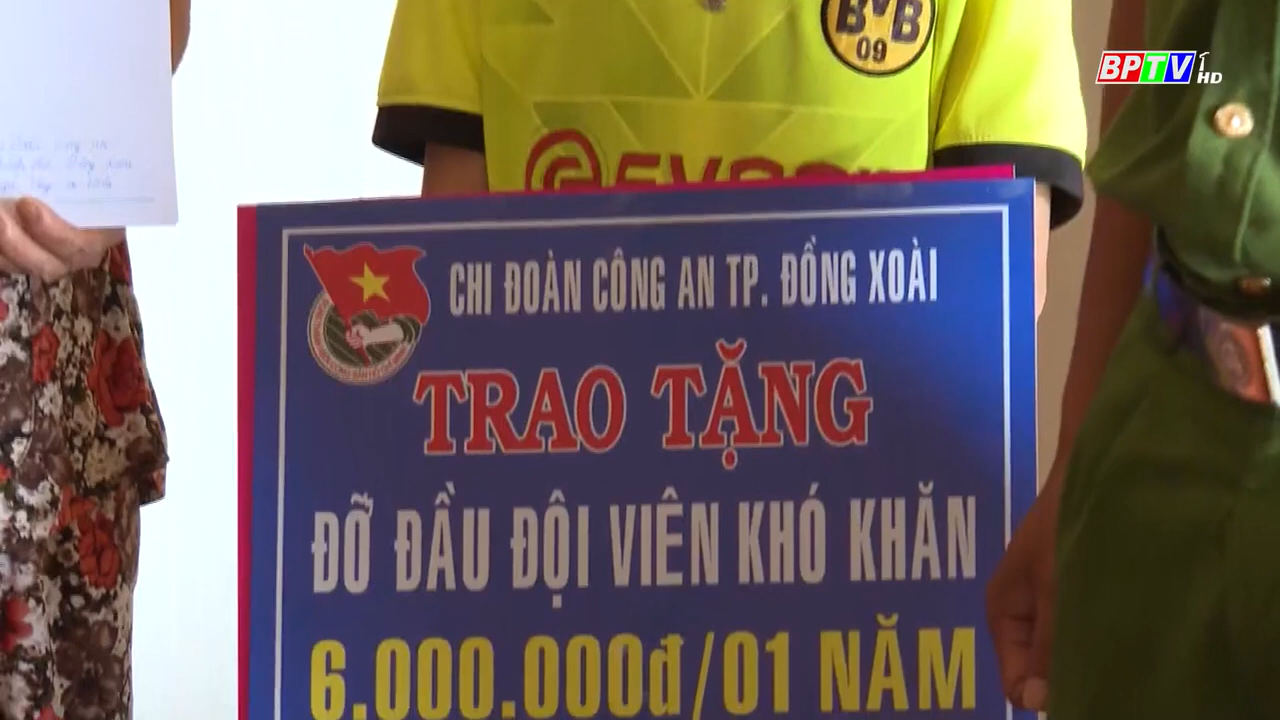 BVB
09
BPTV1
HD
CHI ĐOÀN CÔNG AN TP. ĐỒNG XOÀI
TRAO TẶNG
ĐỠ ĐẦU ĐỘI VIÊN KHÓ KHĂN
6.000.000đ/01 NĂM